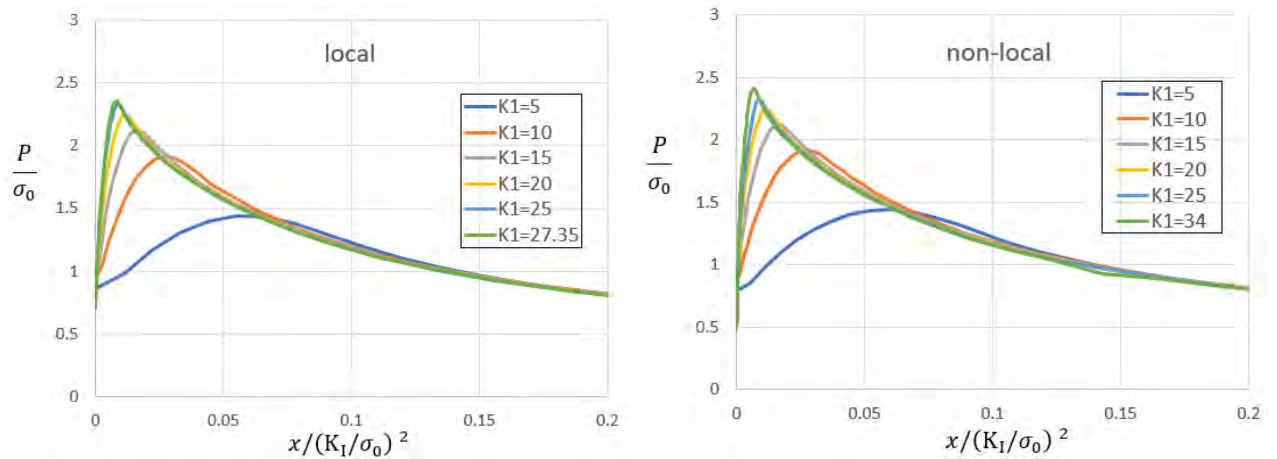 local
3
2.5
2
1.5
1
0.5
0
P
σ₀
K1=5
K1=10
K1=15
K1=20
K1=25
K1=27.35
0 0.05 0.1 0.15 0.2
x/(K_I/σ₀) ²
non-local
3
2.5
2
1.5
1
0.5
0
P
σ₀
K1=5
K1=10
K1=15
K1=20
K1=25
K1=34
0 0.05 0.1 0.15 0.2
x/(K_I/σ₀) ²